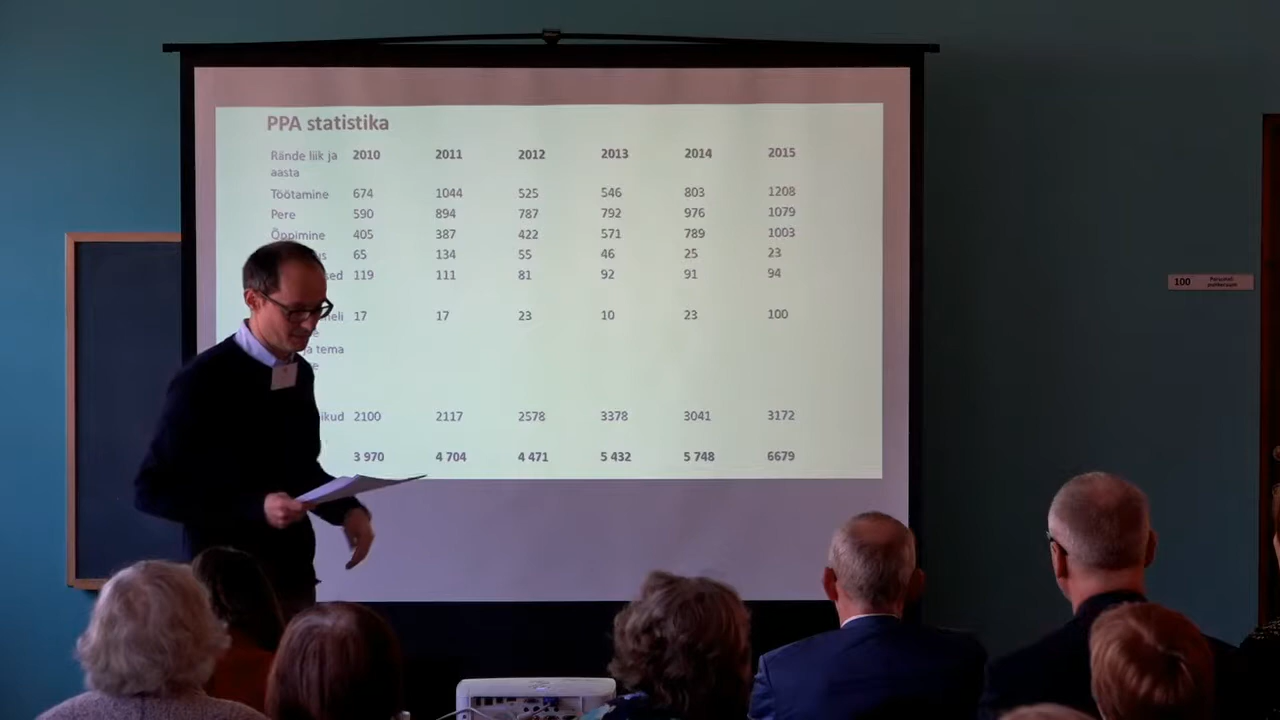 PPA statistika
Rände liik ja 2010 2011 2012 2013 2014 2015
aasta
Töötamine 674 1044 525 546 803 1208
Pere 590 894 787 792 976 1079
Õppimine 405 387 422 571 789 1003
65 134 55 46 25 23
119 111 81 92 91 94
17 17 23 10 23 100
ja tema
2100 2117 2578 3378 3041 3172
3 970 4 704 4 471 5 432 5 748 6679
100